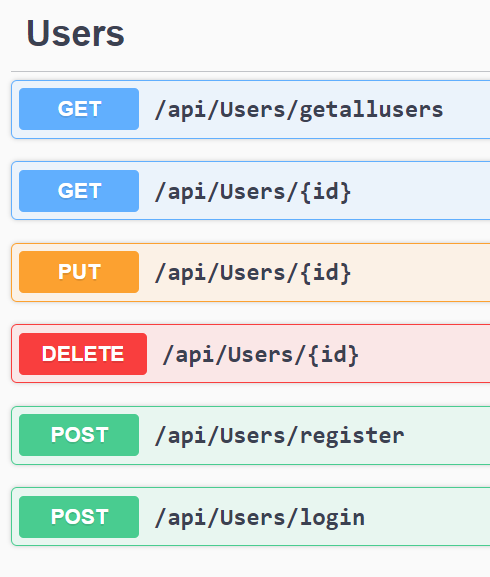 Users
GET /api/Users/getallusers
GET /api/Users/{id}
PUT /api/Users/{id}
DELETE /api/Users/{id}
POST /api/Users/register
POST /api/Users/login